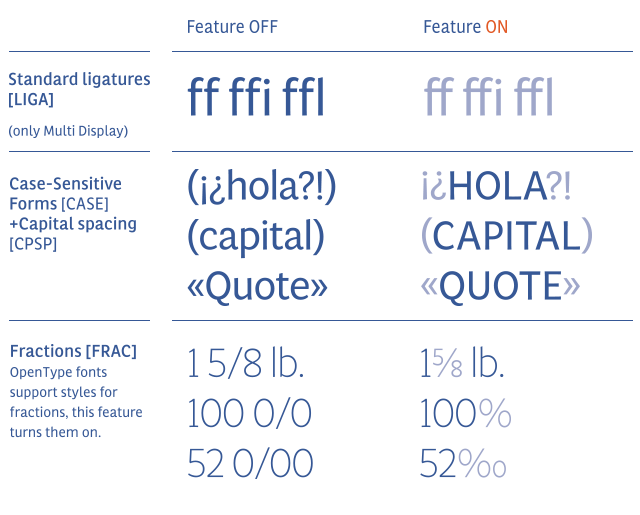 Feature OFF
Feature ON
Standard ligatures
[LIGA]
(only Multi Display)
ff ffi ffl
ff ffi ffl
Case-Sensitive
Forms [CASE]
+Capital spacing
[CPSP]
(¡¿hola?!)
¡¿HOLA?!
(capital)
(CAPITAL)
«Quote»
«QUOTE»
Fractions [FRAC]
OpenType fonts
support styles for
fractions, this feature
turns them on.
1 5/8 lb.
1⅝ lb.
100 0/0
100%
52 0/00
52‰